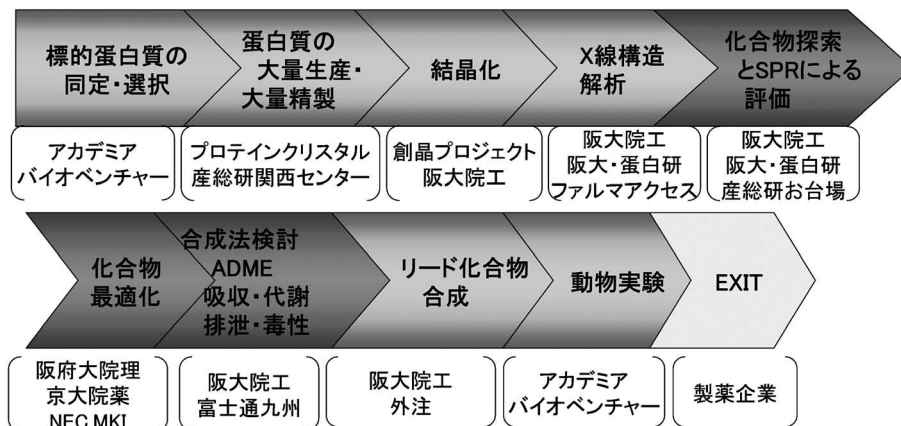 標的蛋白質の
同定・選択
蛋白質の
大量生産・
大量精製
結晶化
X線構造
解析
化合物探索
とSPRによる
評価
アカデミア
バイオベンチャー
プロテインクリスタル
産総研関西センター
創晶プロジェクト
阪大院工
阪大院工
阪大・蛋白研
ファルマアクセス
阪大院工
阪大・蛋白研
産総研お台場
化合物
最適化
合成法検討
ADME
吸収・代謝
排泄・毒性
リード化合物
合成
動物実験
EXIT
阪府大院理
京大院薬
NEC,MKI
阪大院工
富士通九州
阪大院工
外注
アカデミア
バイオベンチャー
製薬企業